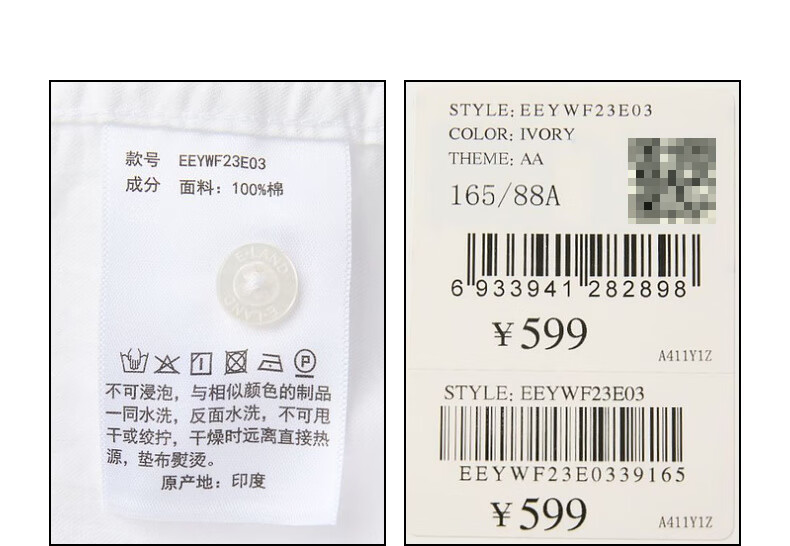 款号 EEYWF23E03
成分 面料：100%棉
E·LAND
E·LAND
P
不可浸泡，与相似颜色的制品
一同水洗，反面水洗，不可甩
干或绞拧，干燥时远离直接热
源，垫布熨烫。
原产地：印度
STYLE: EEYWF23E03
COLOR: IVORY
THEME: AA
165/88A
6 933941 282898
¥599
A411Y1Z
STYLE: EEYWF23E03
EEYWF23E0339165
¥599
A411Y1Z